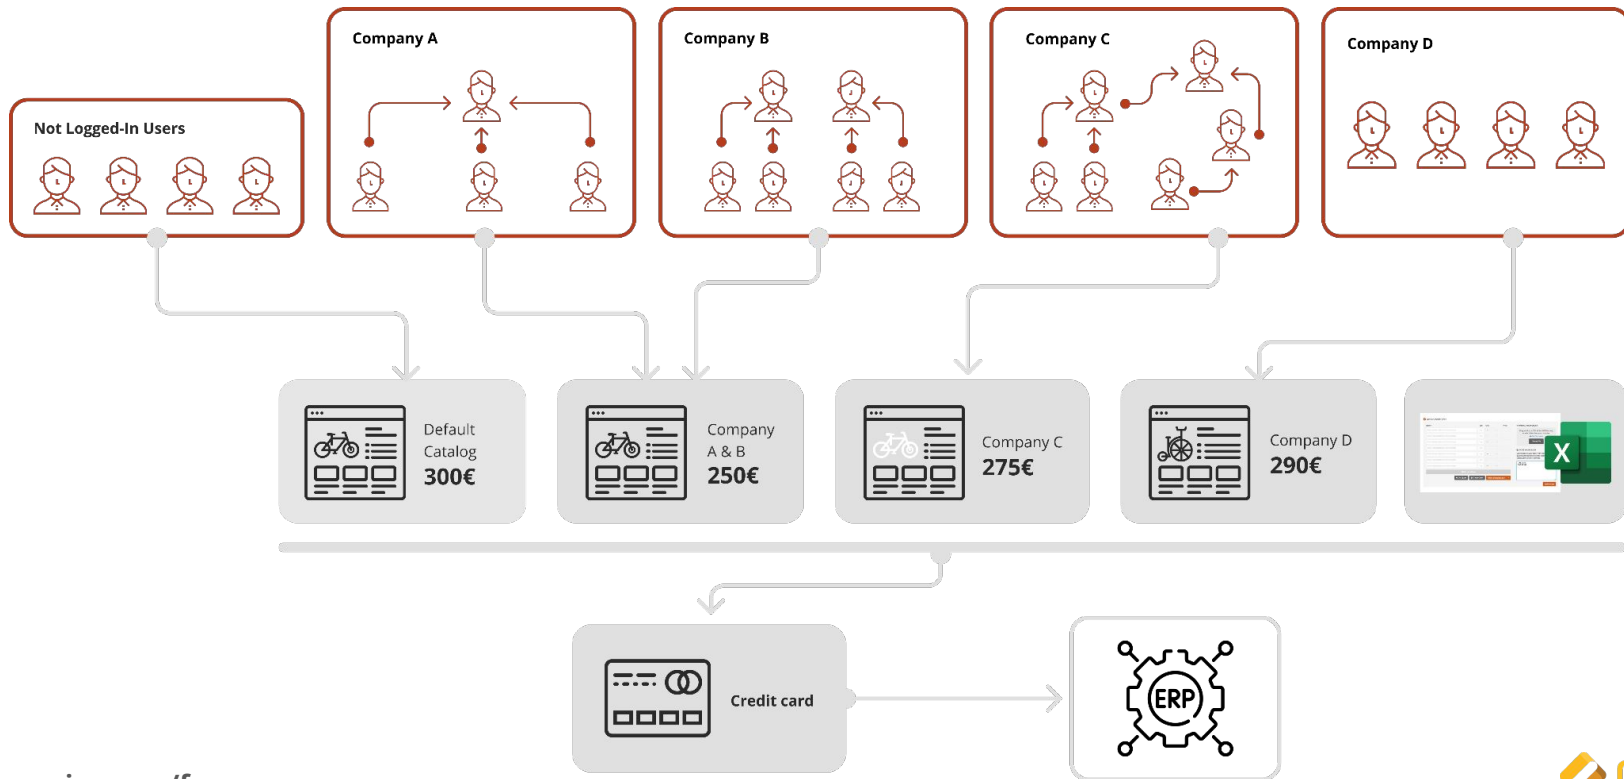 Company A
Company B
Company C
Company D
Not Logged-In Users
Default
Catalog
300€
Company
A & B
250€
Company C
275€
Company D
290€
X
Credit card
ERP